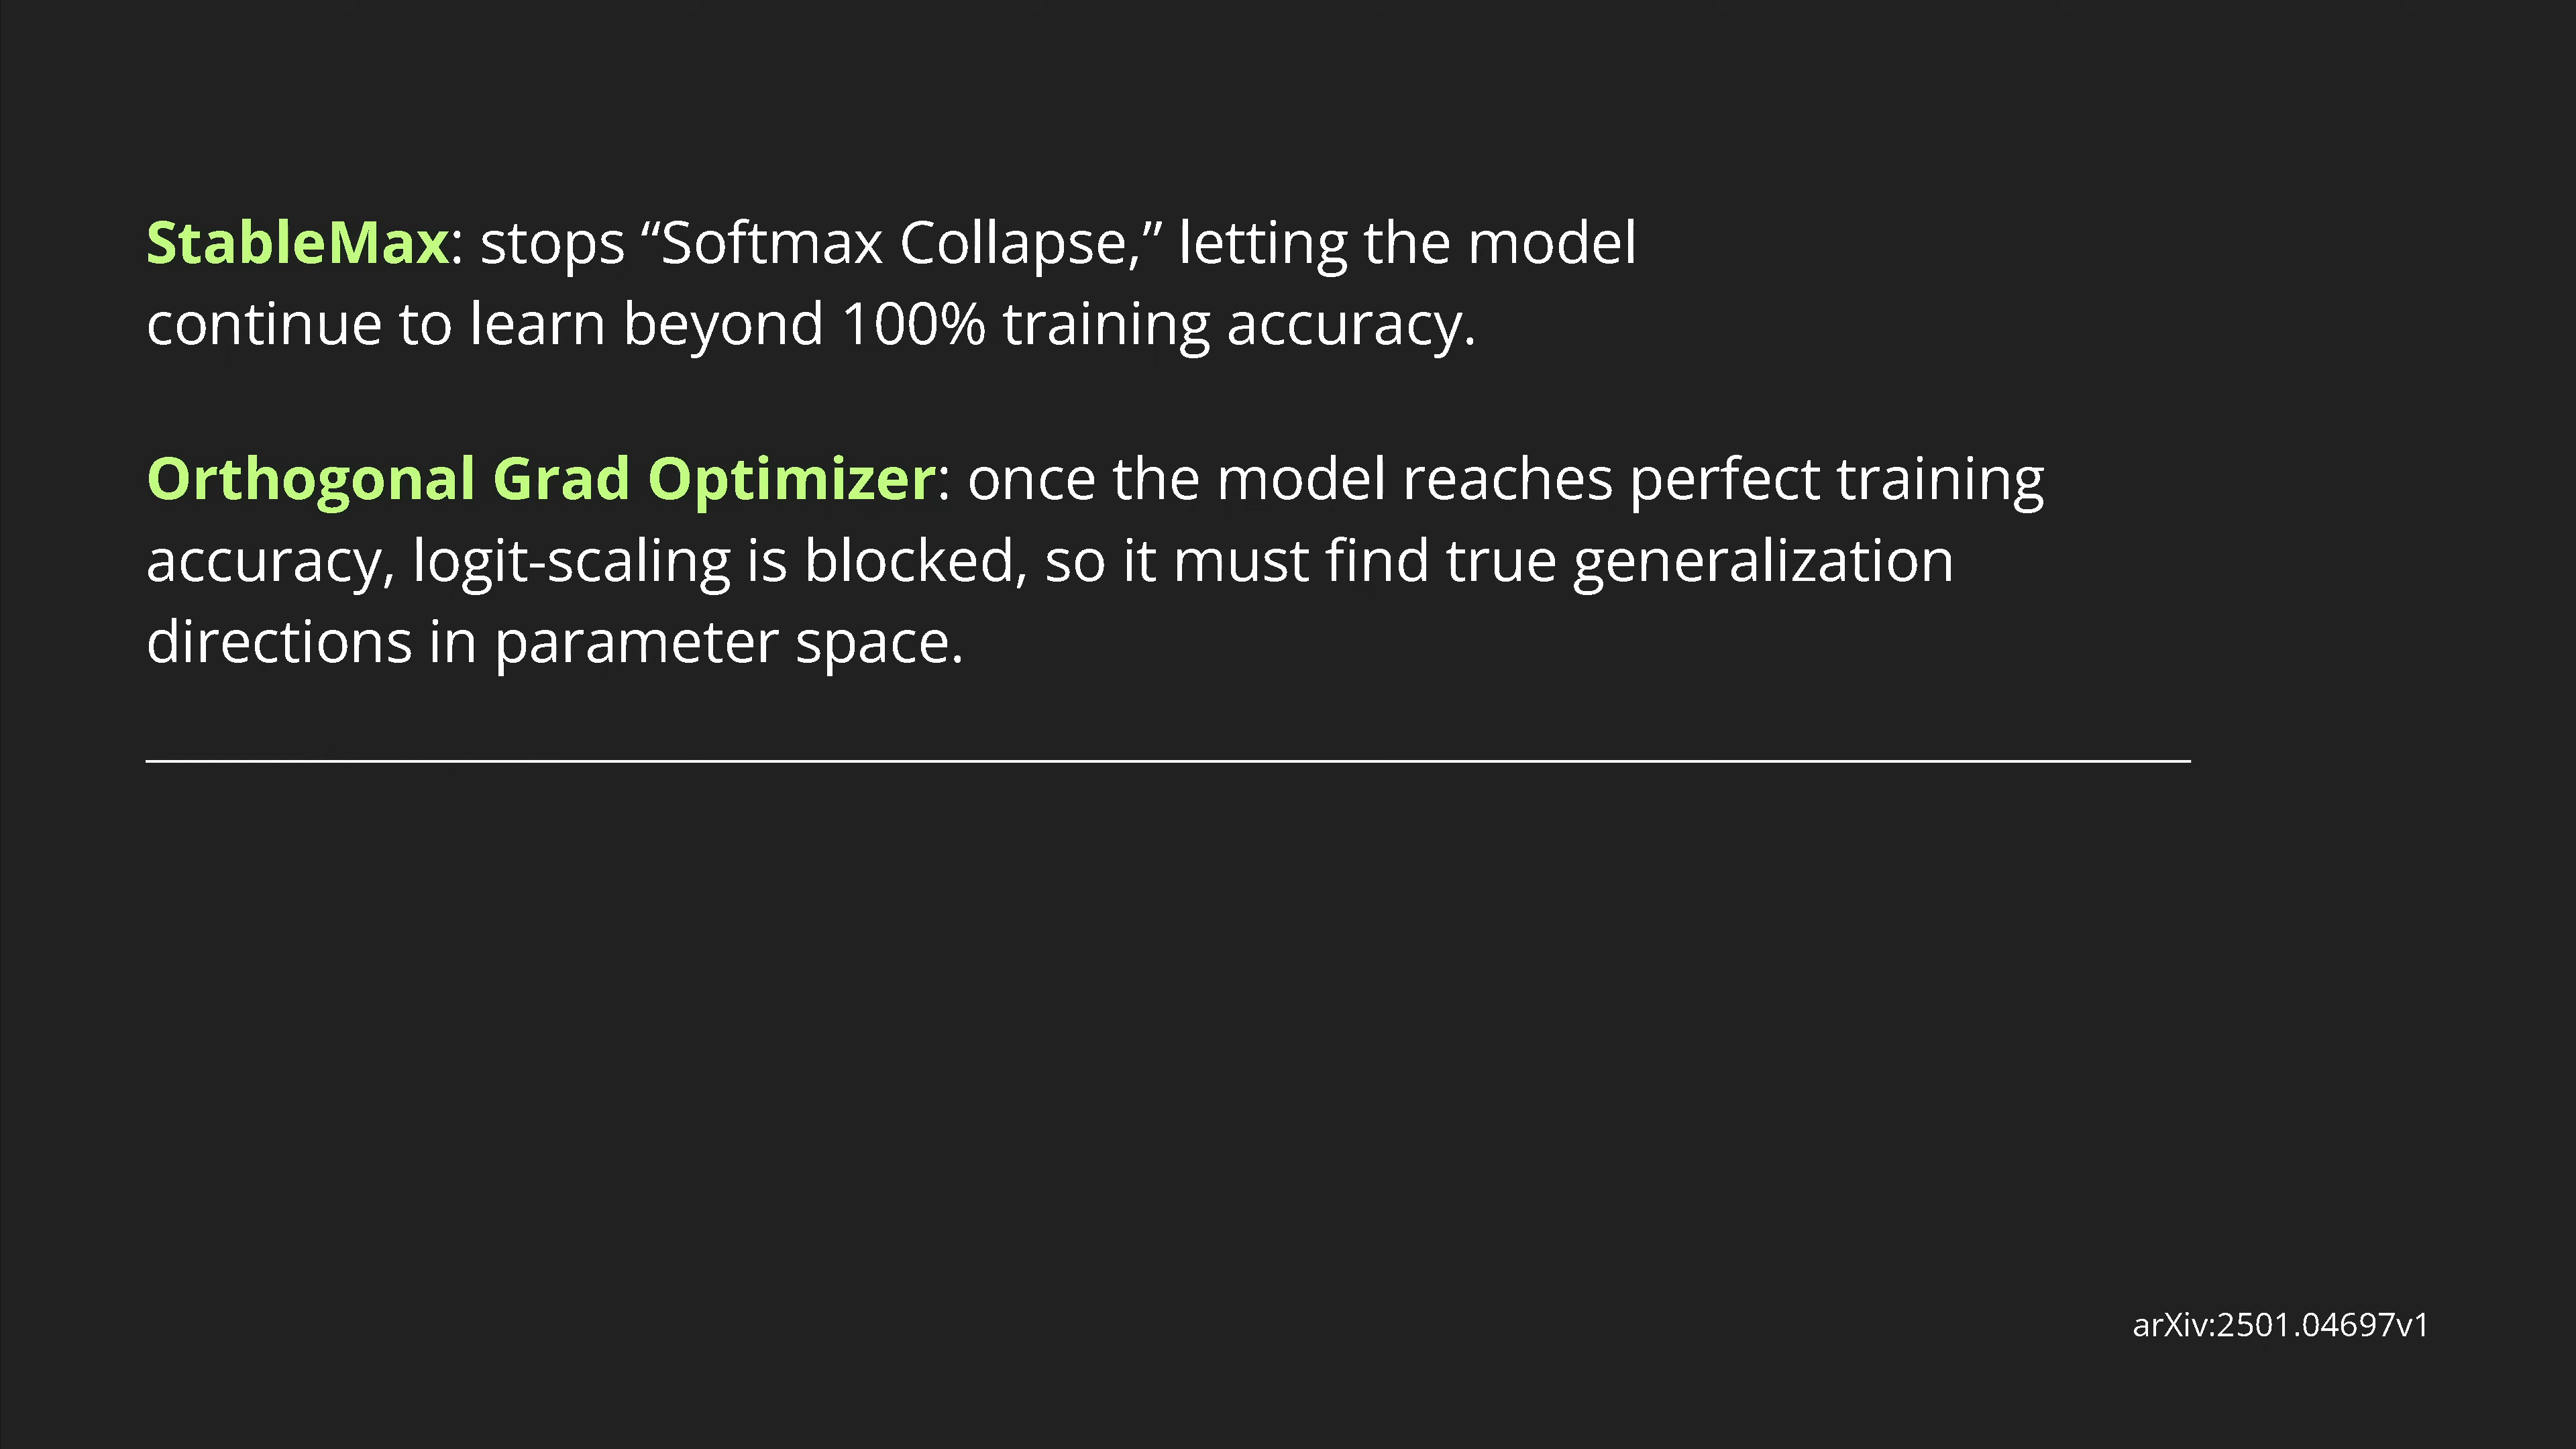 StableMax: stops “Softmax Collapse,” letting the model
continue to learn beyond 100% training accuracy.
Orthogonal Grad Optimizer: once the model reaches perfect training
accuracy, logit-scaling is blocked, so it must find true generalization
directions in parameter space.
arXiv:2501.04697v1